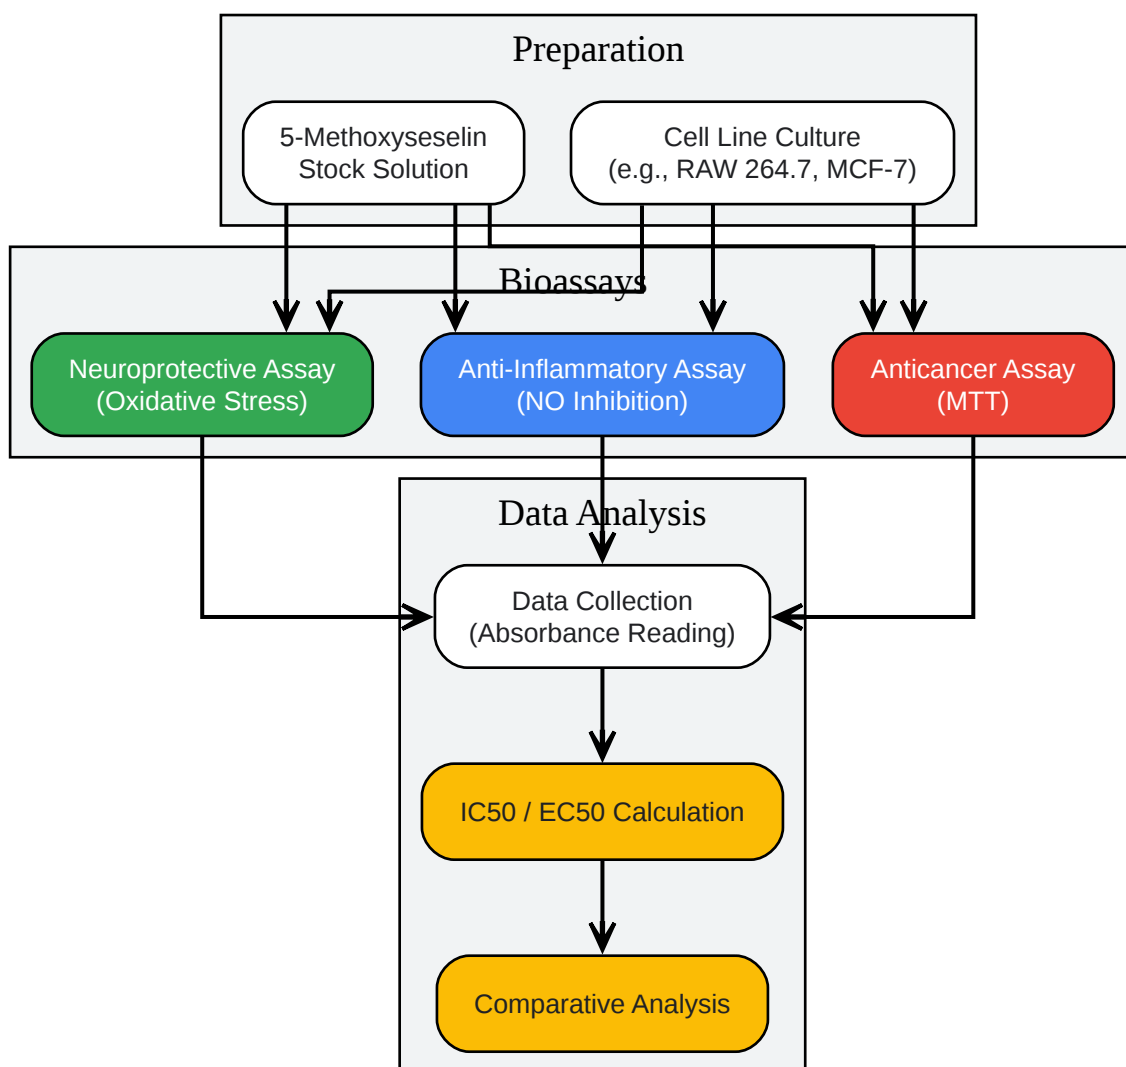 Preparation
5-Methoxyseselin
Stock Solution
Cell Line Culture
(e.g., RAW 264.7, MCF-7)
Bioassays
Neuroprotective Assay
(Oxidative Stress)
Anti-Inflammatory Assay
(NO Inhibition)
Anticancer Assay
(MTT)
Data Analysis
Data Collection
(Absorbance Reading)
IC50 / EC50 Calculation
Comparative Analysis